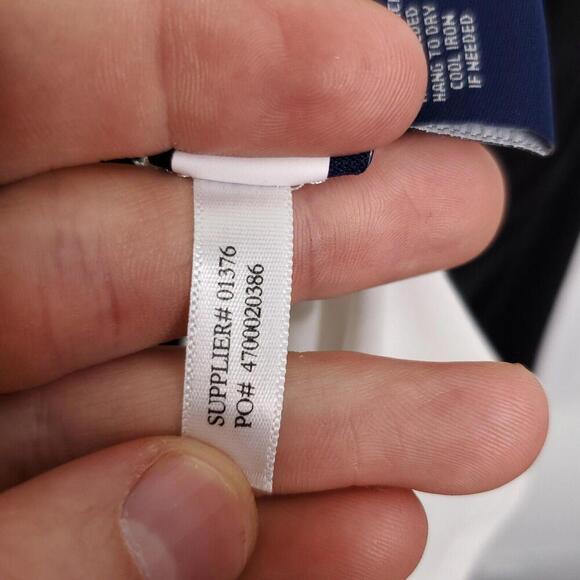 HANG TO DRY
COOL IRON
IF NEEDED
SUPPLIER# 01376
PO# 4700020386